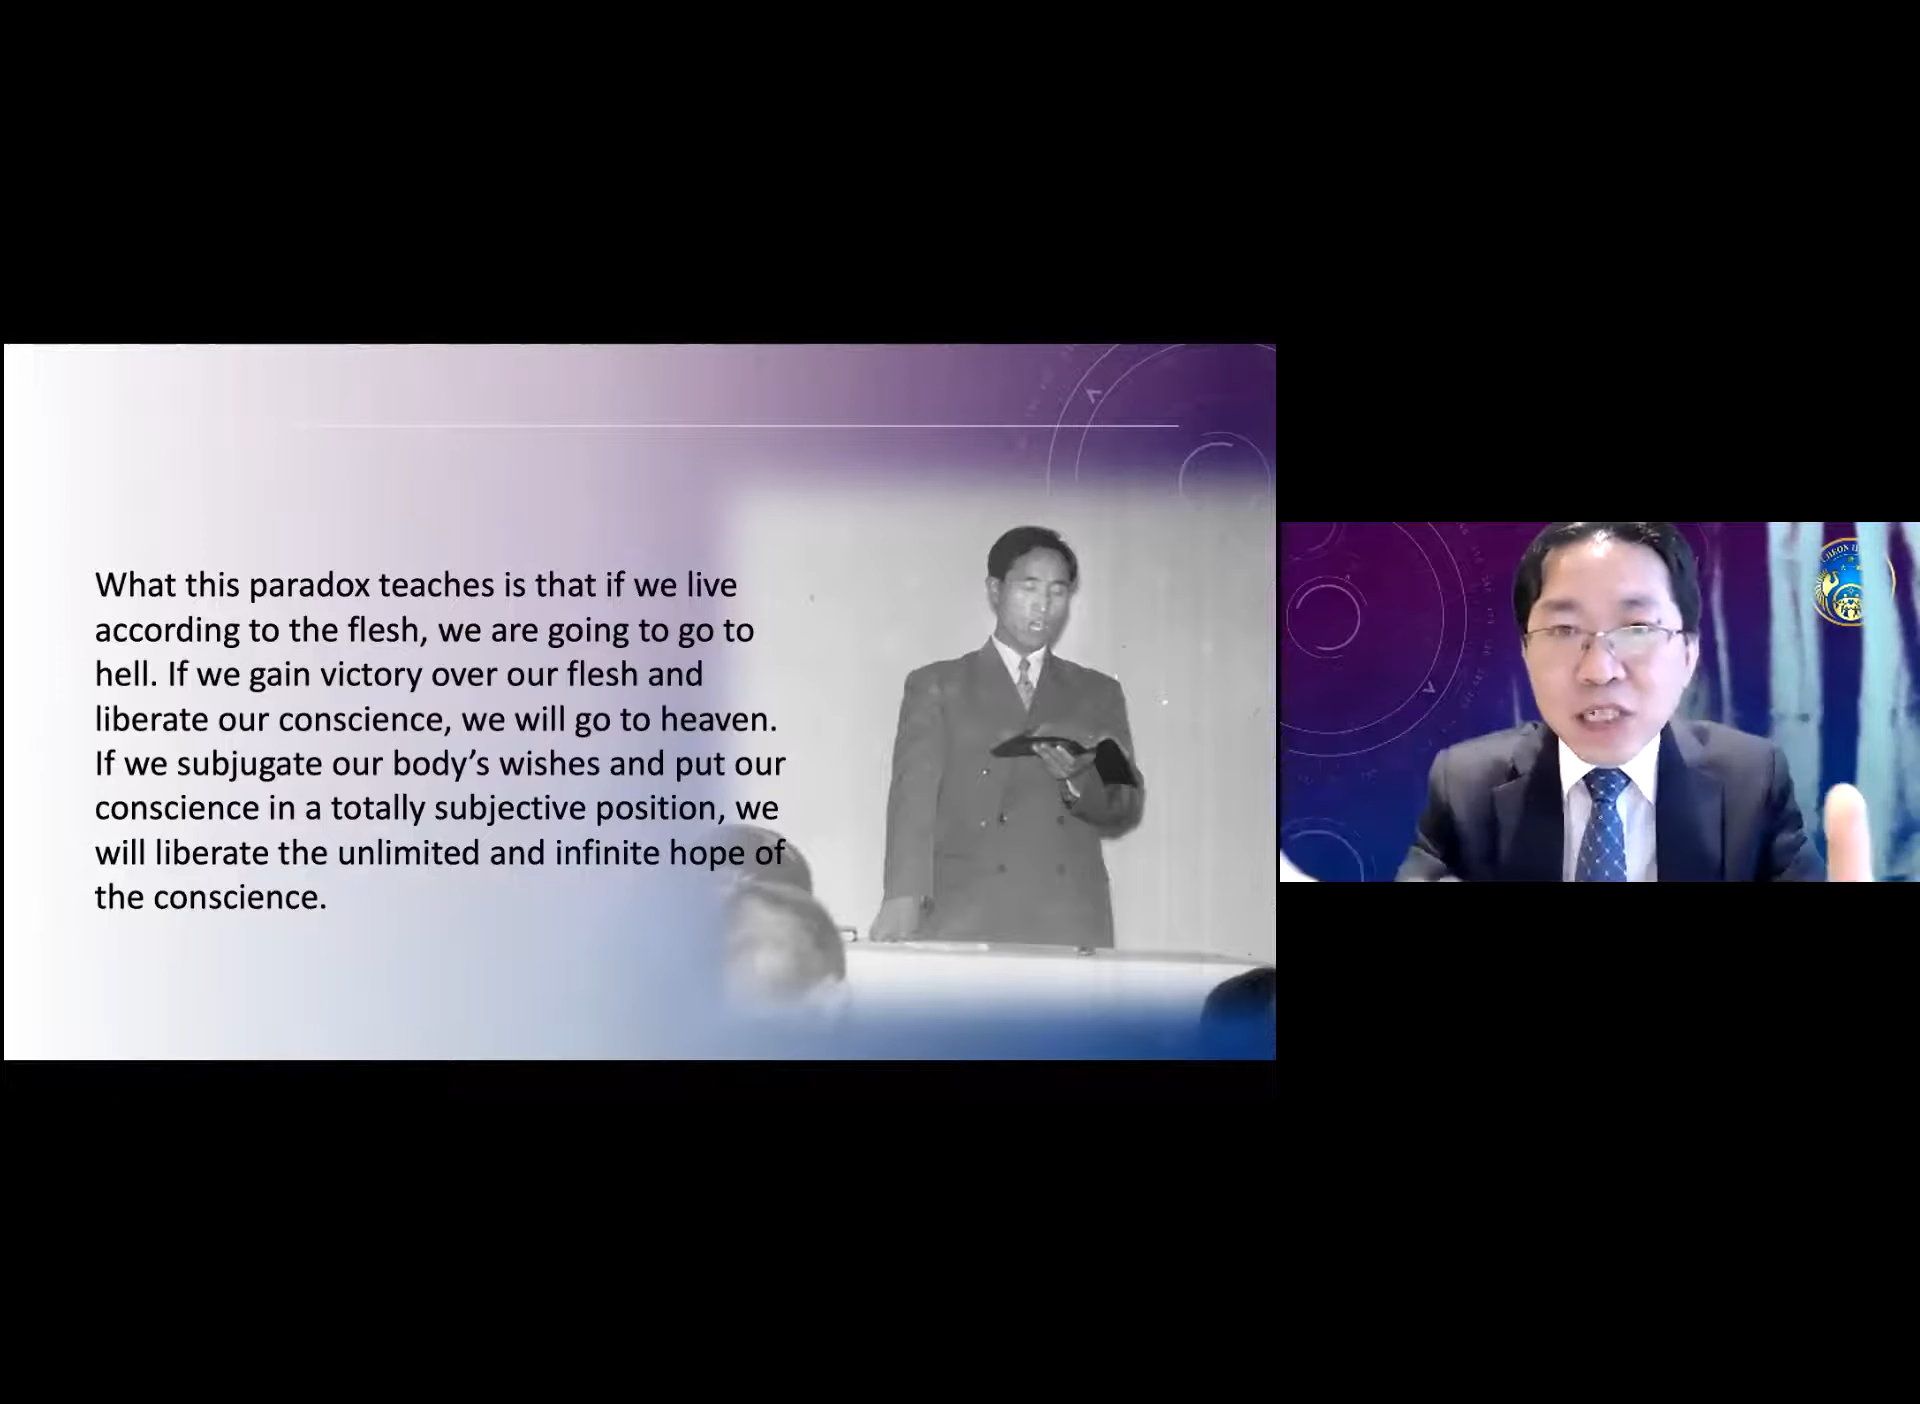 What this paradox teaches is that if we live
according to the flesh, we are going to go to
hell. If we gain victory over our flesh and
liberate our conscience, we will go to heaven.
If we subjugate our body’s wishes and put our
conscience in a totally subjective position, we
will liberate the unlimited and infinite hope of
the conscience.